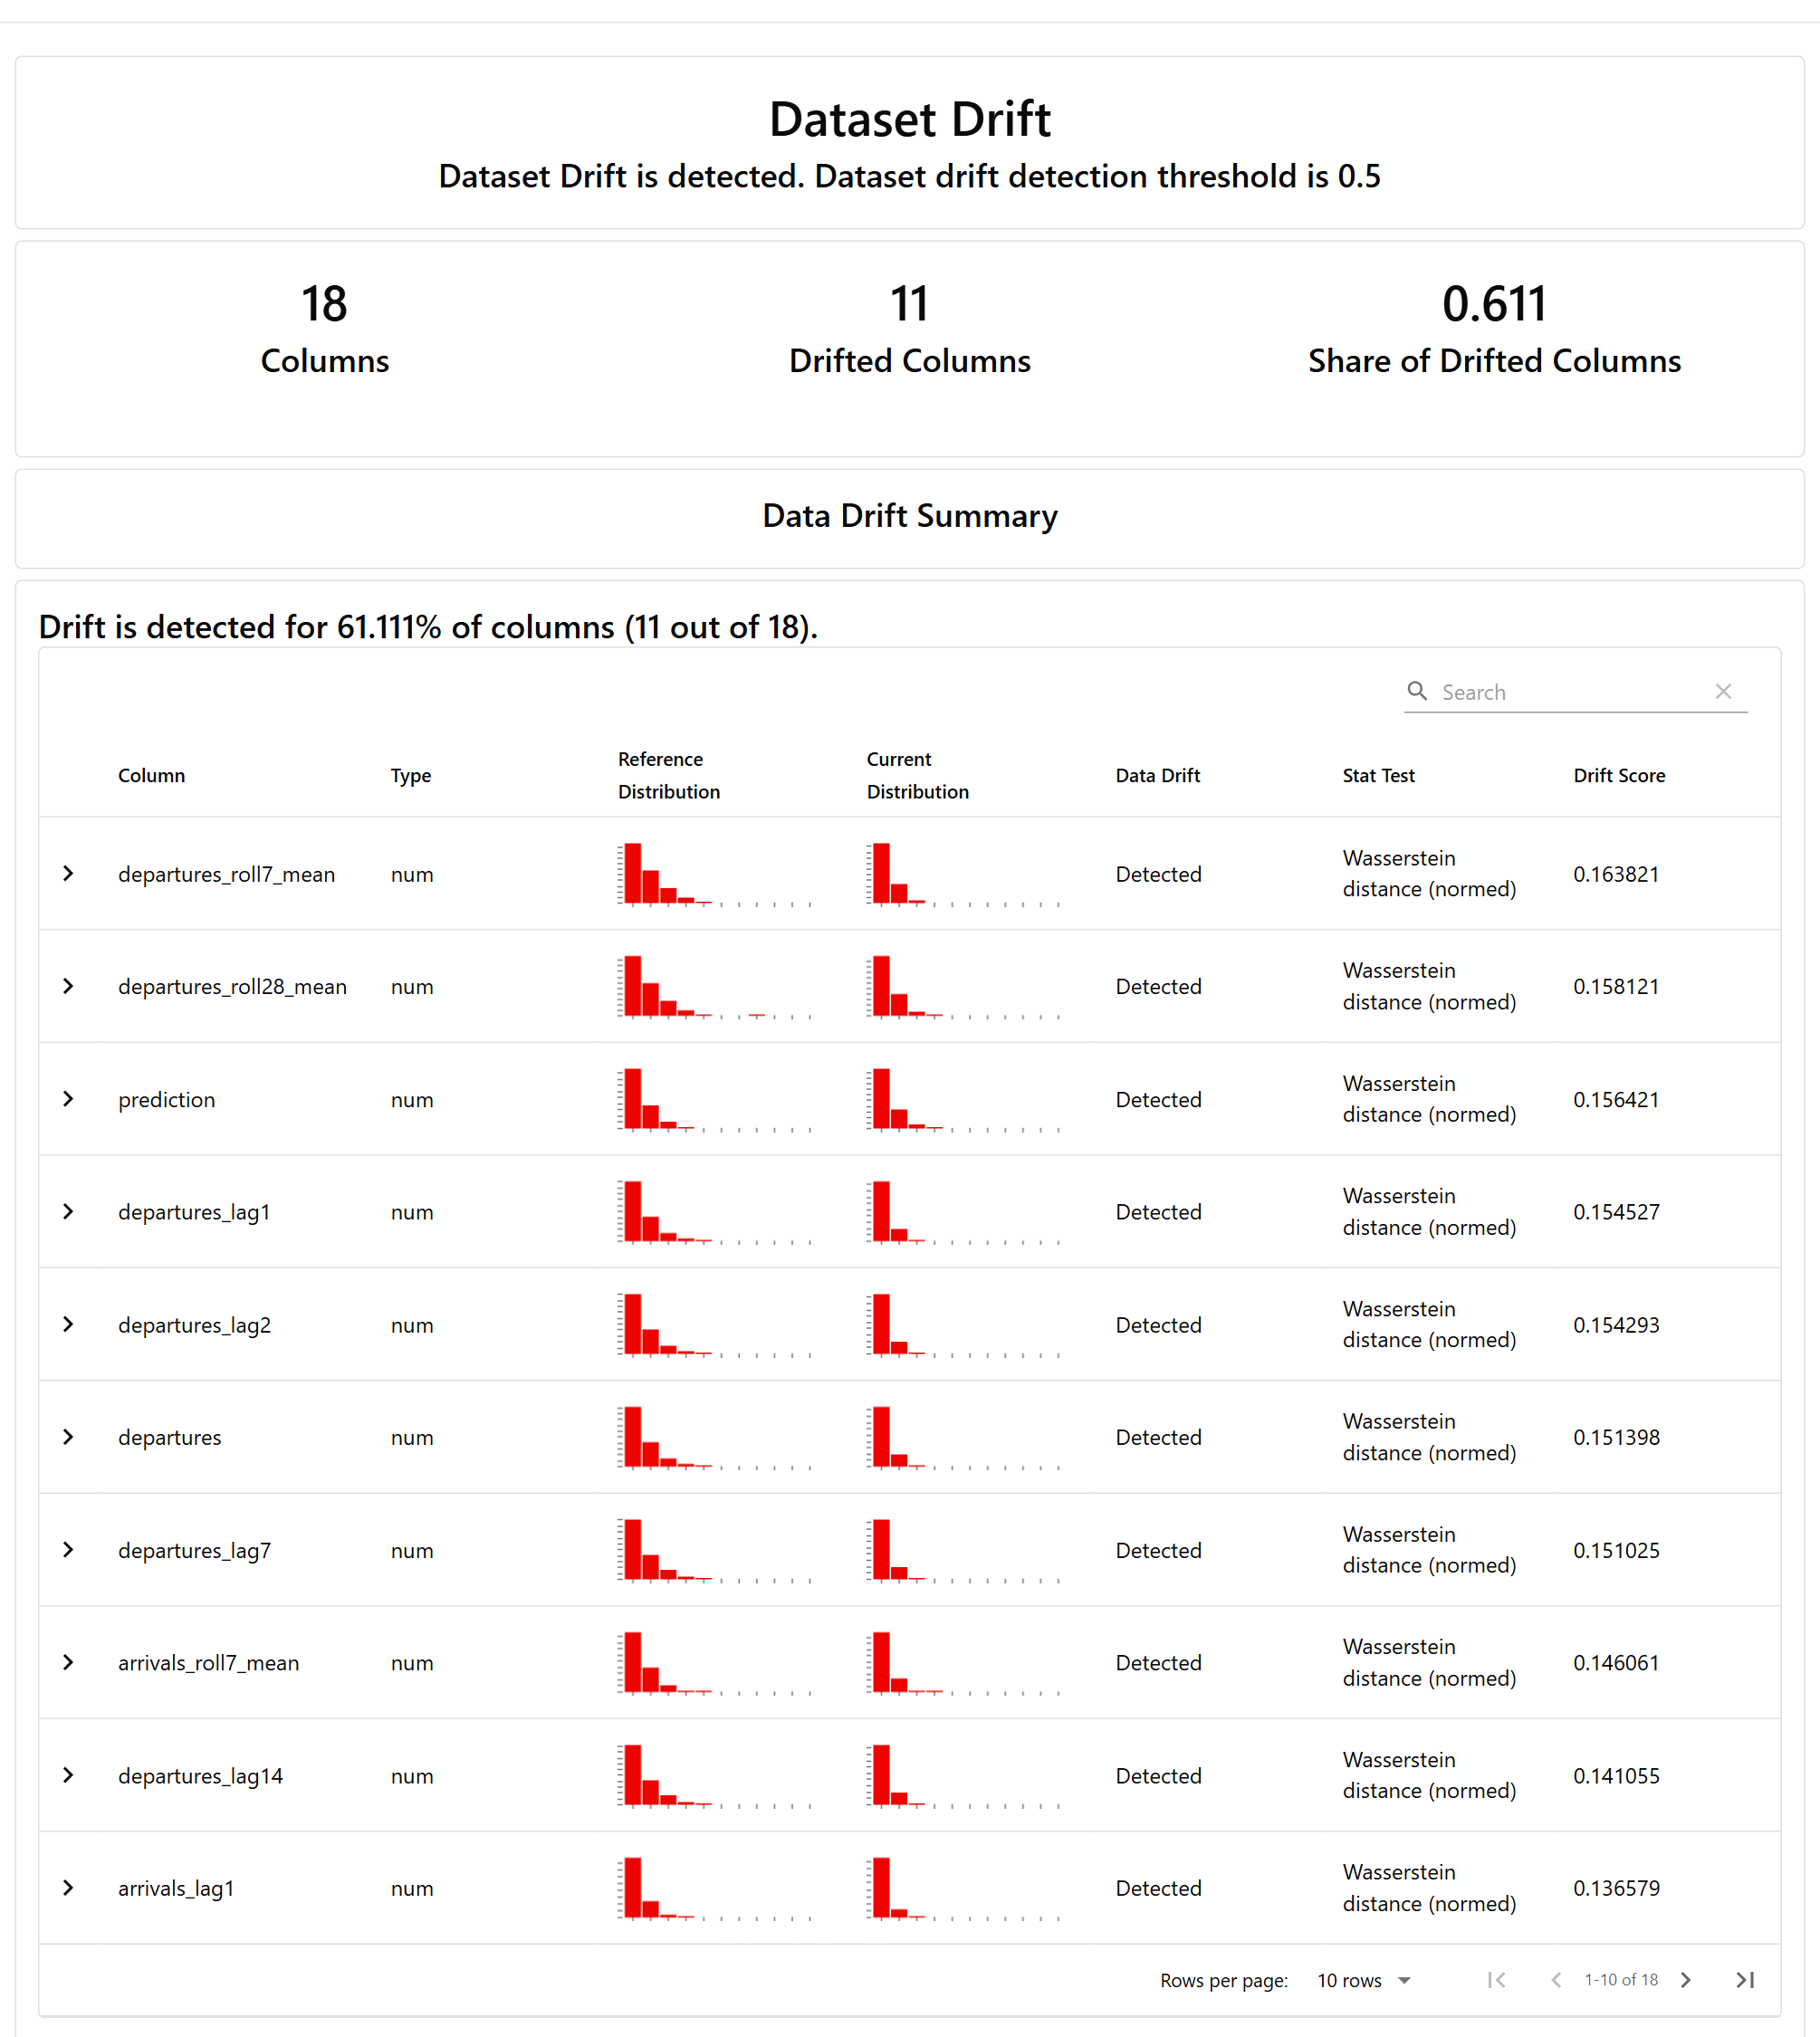 Dataset Drift
Dataset Drift is detected. Dataset drift detection threshold is 0.5
18
Columns
11
Drifted Columns
0.611
Share of Drifted Columns
Data Drift Summary
Drift is detected for 61.111% of columns (11 out of 18).
Search
Column Type Reference Distribution Current Distribution Data Drift Stat Test Drift Score
departures_roll7_mean num Detected Wasserstein distance (normed) 0.163821
departures_roll28_mean num Detected Wasserstein distance (normed) 0.158121
prediction num Detected Wasserstein distance (normed) 0.156421
departures_lag1 num Detected Wasserstein distance (normed) 0.154527
departures_lag2 num Detected Wasserstein distance (normed) 0.154293
departures num Detected Wasserstein distance (normed) 0.151398
departures_lag7 num Detected Wasserstein distance (normed) 0.151025
arrivals_roll7_mean num Detected Wasserstein distance (normed) 0.146061
departures_lag14 num Detected Wasserstein distance (normed) 0.141055
arrivals_lag1 num Detected Wasserstein distance (normed) 0.136579
Rows per page: 10 rows 1-10 of 18